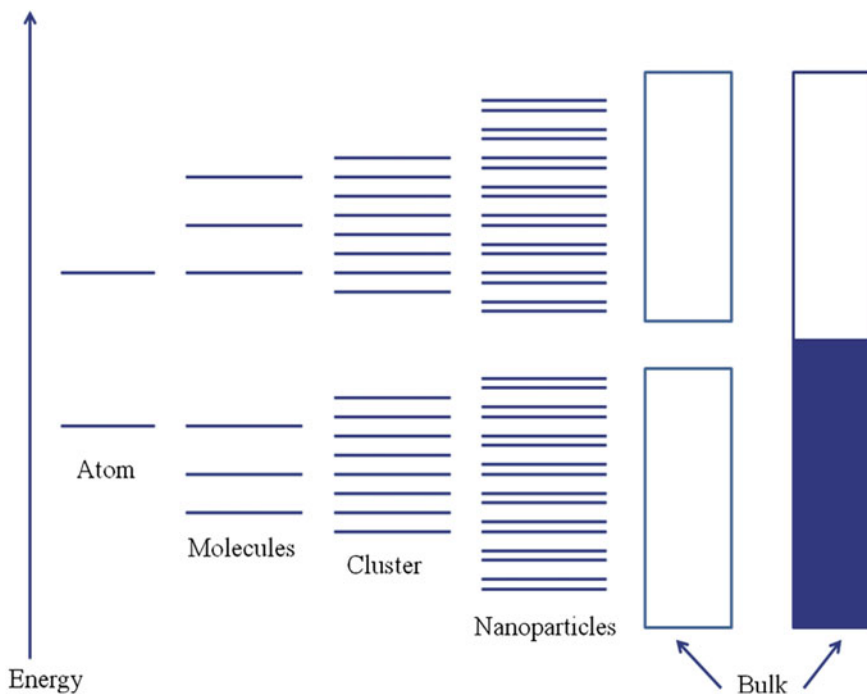 Atom
Molecules
Cluster
Nanoparticles
Energy
Bulk